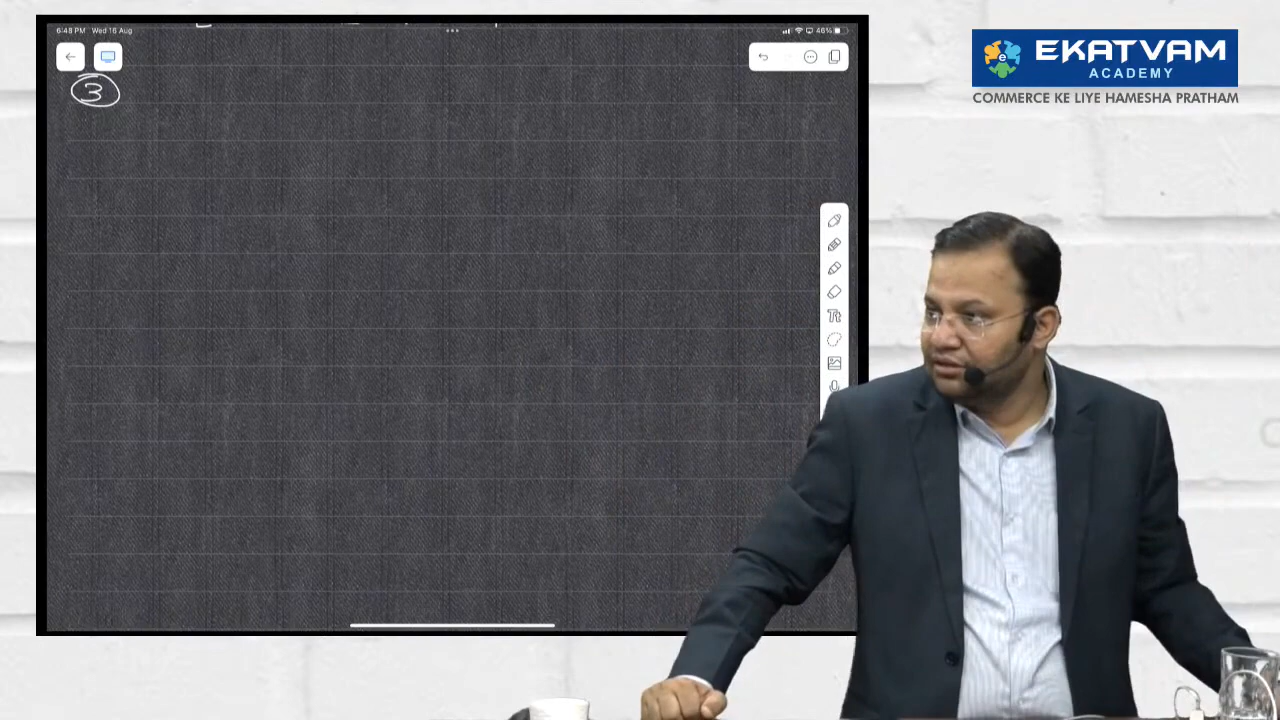 6:48 PM Wed 16 Aug
46%
3
EKATVAM
ACADEMY
COMMERCE KE LIYE HAMESHA PRATHAM